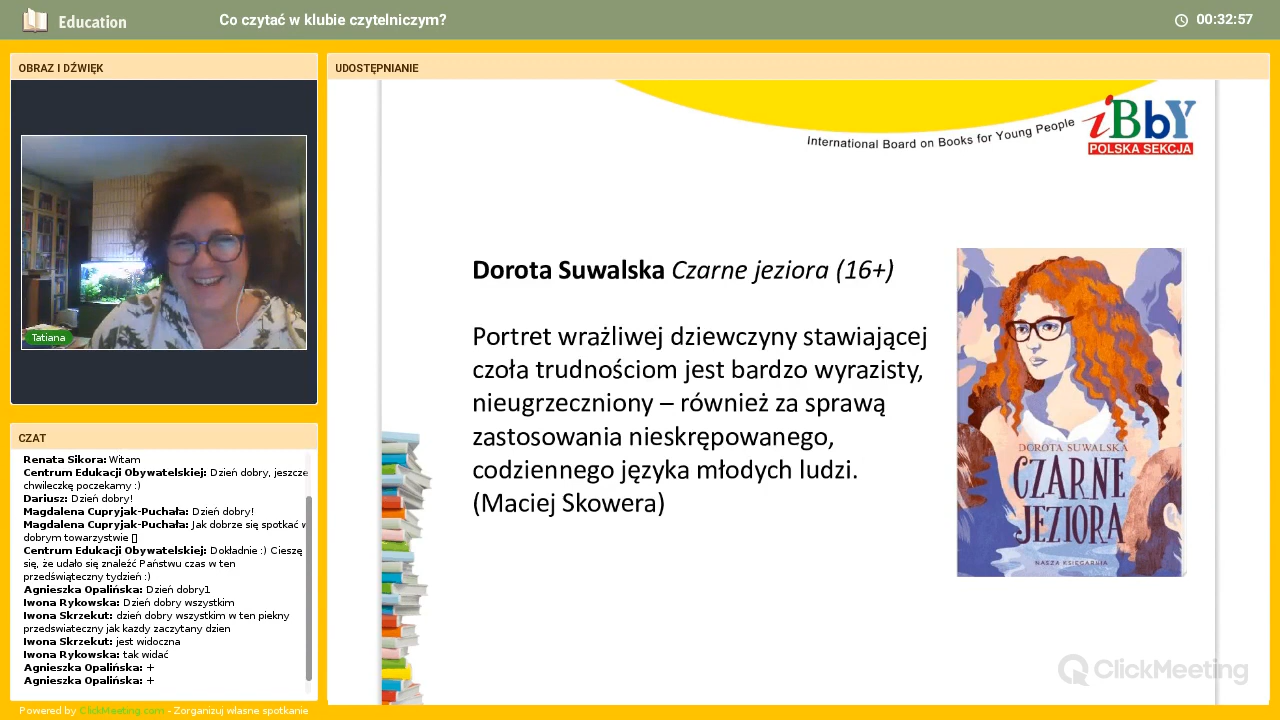 Education
Co czytać w klubie czytelniczym?
00:32:57
OBRAZ I DŹWIĘK
Tatiana
CZAT
Renata Sikora: Witam
Centrum Edukacji Obywatelskiej: Dzień dobry, jeszcze
chwileczkę poczekamy :)
Dariusz: Dzień dobry!
Magdalena Cupryjak-Puchała: Dzień dobry!
Magdalena Cupryjak-Puchała: Jak dobrze się spotkać w
dobrym towarzystwie []
Centrum Edukacji Obywatelskiej: Dokładnie :) Cieszę
się, że udało się znaleźć Państwu czas w ten
przedświąteczny tydzień :)
Agnieszka Opalińska: Dzień dobry1
Iwona Rykowska: Dzień dobry wszystkim
Iwona Skrzekut: dzień dobry wszystkim w ten piekny
przedswiateczny jak kazdy zaczytany dzien
Iwona Skrzekut: jest widoczna
Iwona Rykowska: tak widać
Agnieszka Opalińska: +
Agnieszka Opalińska: +
Powered by ClickMeeting.com - Zorganizuj własne spotkanie
UDOSTĘPNIANIE
International Board on Books for Young People
iBbY
POLSKA SEKCJA
Dorota Suwalska Czarne jeziora (16+)
Portret wrażliwej dziewczyny stawiającej
czoła trudnościom jest bardzo wyrazisty,
nieugrzeczniony – również za sprawą
zastosowania nieskrępowanego,
codziennego języka młodych ludzi.
(Maciej Skowera)
DOROTA SUWALSKA
CZARNE
JEZIORA
NASZA KSIĘGARNIA
ClickMeeting